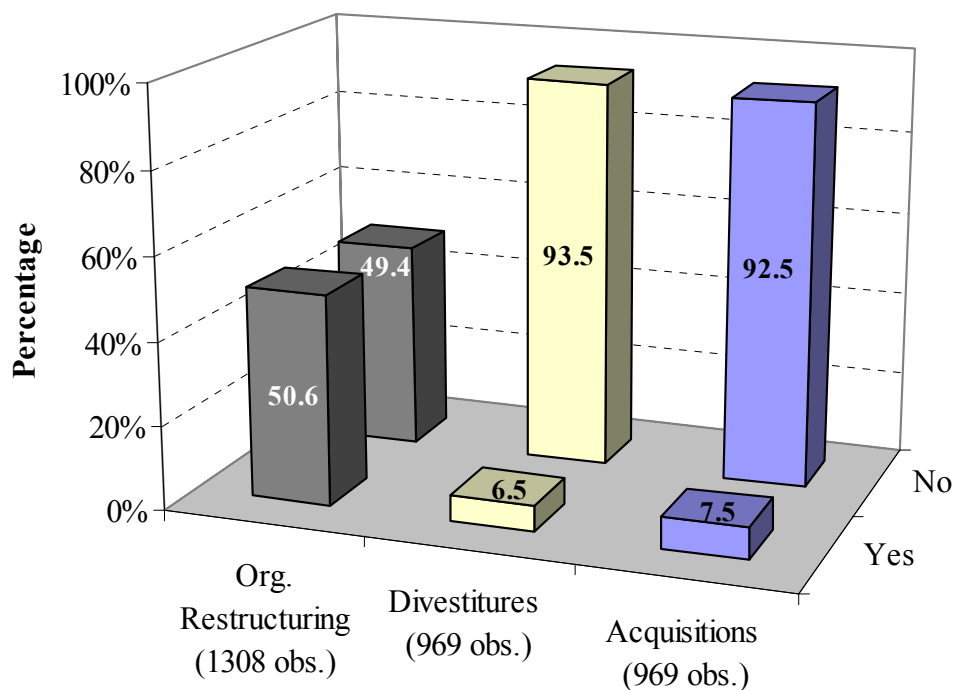 Percentage
100%
80%
60%
40%
20%
0%
50.6
49.4
6.5
93.5
7.5
92.5
No
Yes
Org.
Restructuring
(1308 obs.)
Divestitures
(969 obs.)
Acquisitions
(969 obs.)